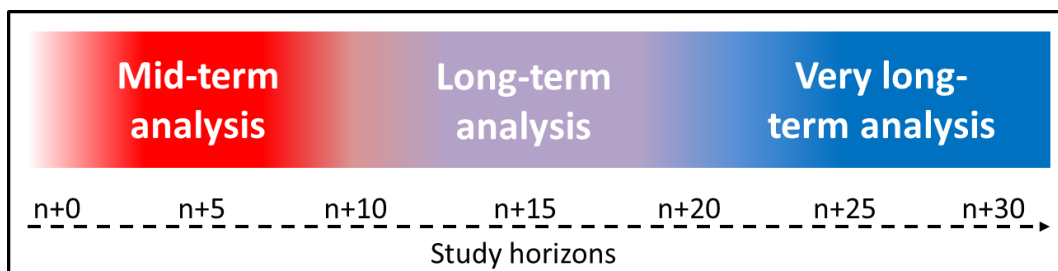 Mid-term Long-term Very long-
analysis analysis term analysis
n+0 n+5 n+10 n+15 n+20 n+25 n+30
Study horizons